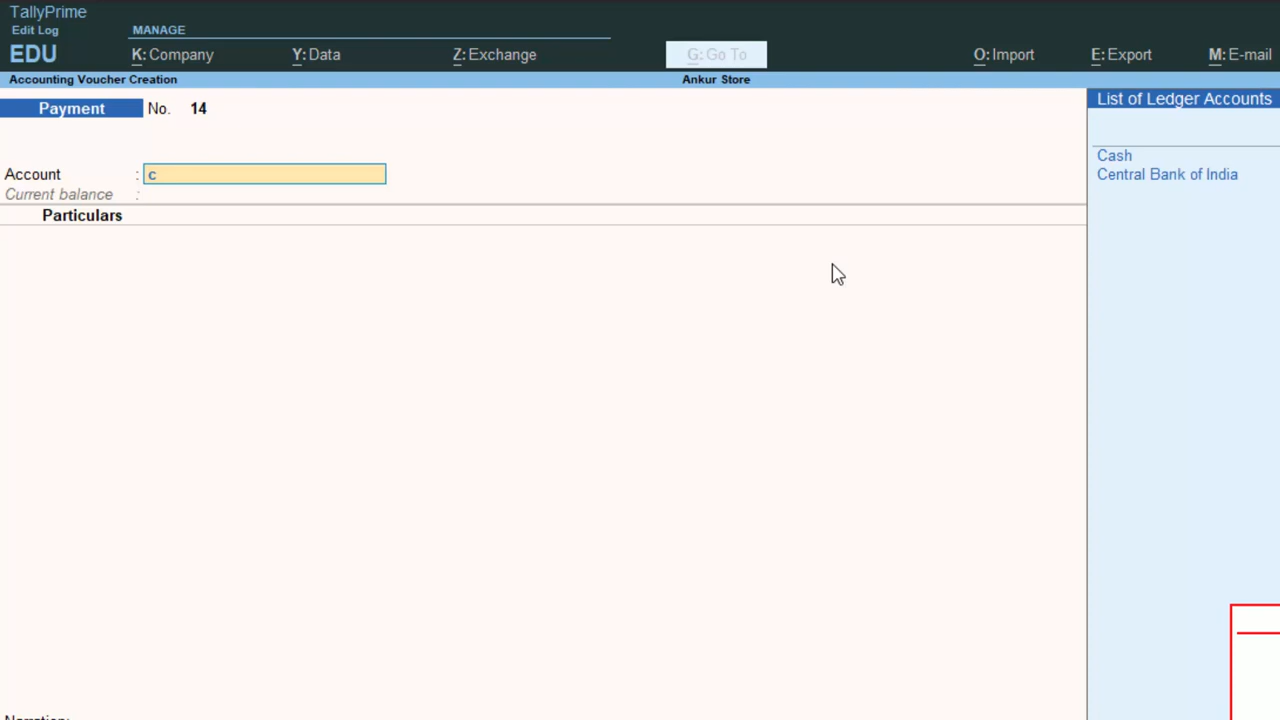 TallyPrime
Edit Log
MANAGE
EDU
K: Company
Y: Data
Z: Exchange
G: Go To
O: Import
E: Export
M: E-mail
Accounting Voucher Creation
Ankur Store
Payment No. 14
List of Ledger Accounts
Account : c
Cash
Central Bank of India
Current balance :
Particulars
Narration: